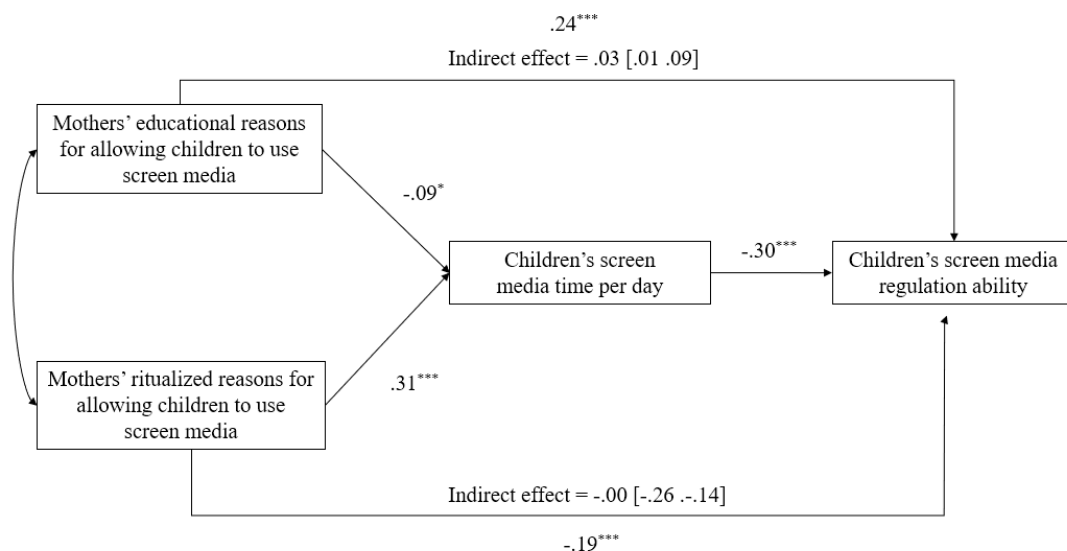 .24***
Indirect effect = .03 [.01 .09]
Mothers’ educational reasons
for allowing children to use
screen media
-.09*
Children’s screen
media time per day
-.30***
Children’s screen media
regulation ability
Mothers’ ritualized reasons for
allowing children to use
screen media
.31***
Indirect effect = -.00 [-.26 .-.14]
-.19***